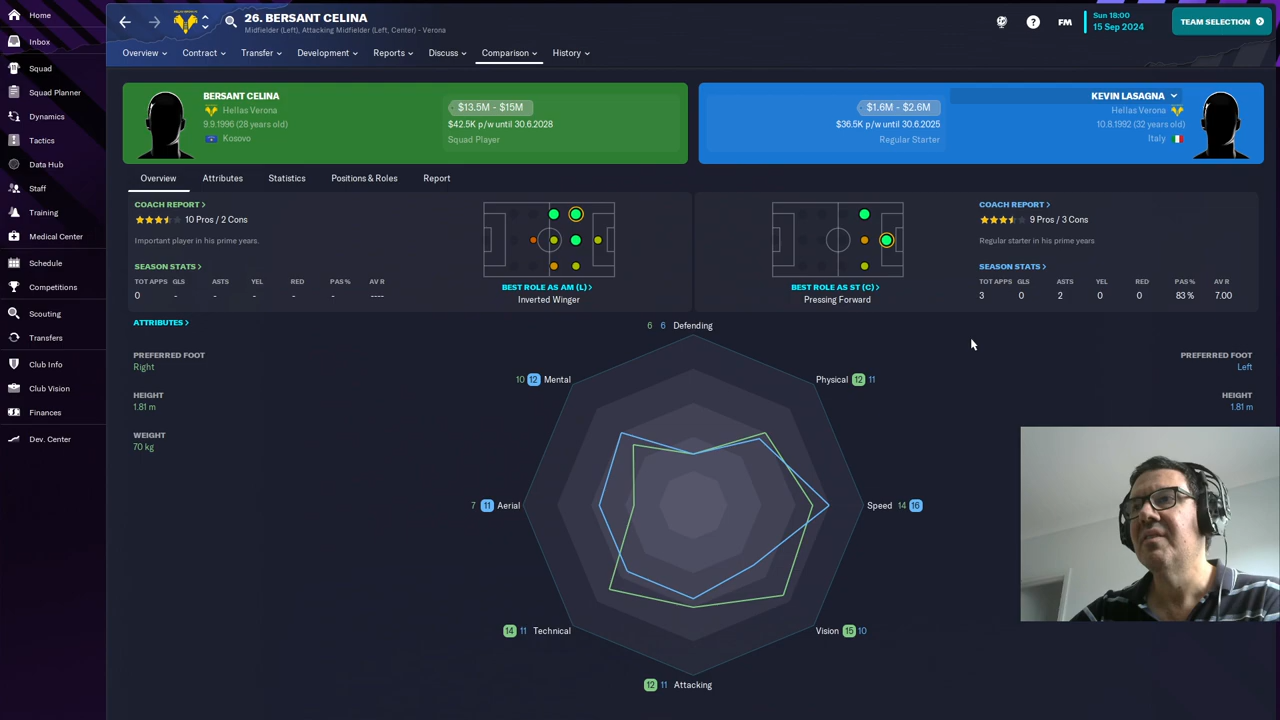 Home
Inbox
Squad
Squad Planner
Dynamics
Tactics
Data Hub
Staff
Training
Medical Center
Schedule
Competitions
Scouting
Transfers
Club Info
Club Vision
Finances
Dev. Center
26. BERSANT CELINA
Midfielder (Left), Attacking Midfielder (Left, Center) - Verona
FM
Sun 18:00
15 Sep 2024
TEAM SELECTION
Overview
Contract
Transfer
Development
Reports
Discuss
Comparison
History
BERSANT CELINA
Hellas Verona
9.9.1996 (28 years old)
Kosovo
$13.5M - $15M
$42.5K p/w until 30.6.2028
Squad Player
$1.6M - $2.6M
$36.5K p/w until 30.6.2025
Regular Starter
KEVIN LASAGNA
Hellas Verona
10.8.1992 (32 years old)
Italy
Overview Attributes Statistics Positions & Roles Report
COACH REPORT >
10 Pros / 2 Cons
Important player in his prime years.
SEASON STATS >
TOT APPS GLS ASTS YEL RED PAS % AV R
0 - - - - - ----
BEST ROLE AS AM (L) >
Inverted Winger
BEST ROLE AS ST (C) >
Pressing Forward
COACH REPORT >
9 Pros / 3 Cons
Regular starter in his prime years
SEASON STATS >
TOT APPS GLS ASTS YEL RED PAS % AV R
3 0 2 0 0 83 % 7.00
ATTRIBUTES >
PREFERRED FOOT
Right
HEIGHT
1.81 m
WEIGHT
70 kg
6 6 Defending
10 12 Mental
Physical 12 11
7 11 Aerial
Speed 14 16
14 11 Technical
Vision 15 10
12 11 Attacking
PREFERRED FOOT
Left
HEIGHT
1.81 m